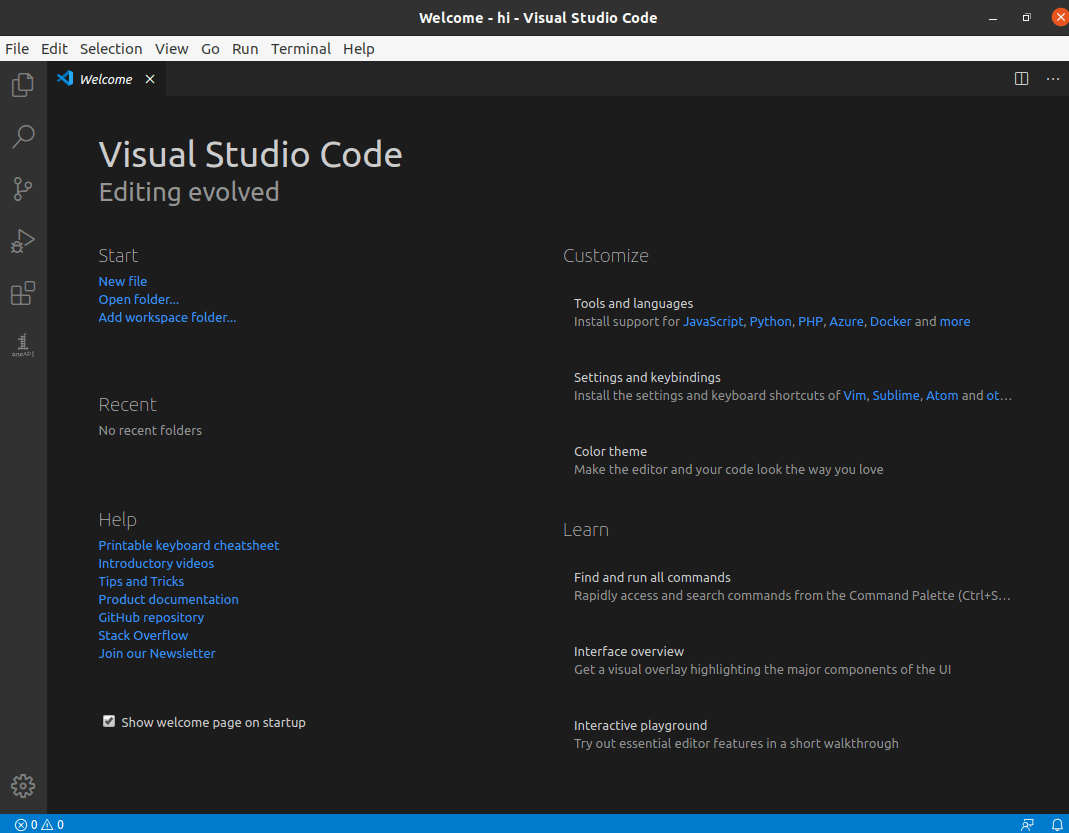 Welcome - hi - Visual Studio Code
File Edit Selection View Go Run Terminal Help
Welcome
Visual Studio Code
Editing evolved
Start
New file
Open folder...
Add workspace folder...
Recent
No recent folders
Help
Printable keyboard cheatsheet
Introductory videos
Tips and Tricks
Product documentation
GitHub repository
Stack Overflow
Join our Newsletter
Show welcome page on startup
Customize
Tools and languages
Install support for JavaScript, Python, PHP, Azure, Docker and more
Settings and keybindings
Install the settings and keyboard shortcuts of Vim, Sublime, Atom and ot...
Color theme
Make the editor and your code look the way you love
Learn
Find and run all commands
Rapidly access and search commands from the Command Palette (Ctrl+S...
Interface overview
Get a visual overlay highlighting the major components of the UI
Interactive playground
Try out essential editor features in a short walkthrough
oneAPI
0 0